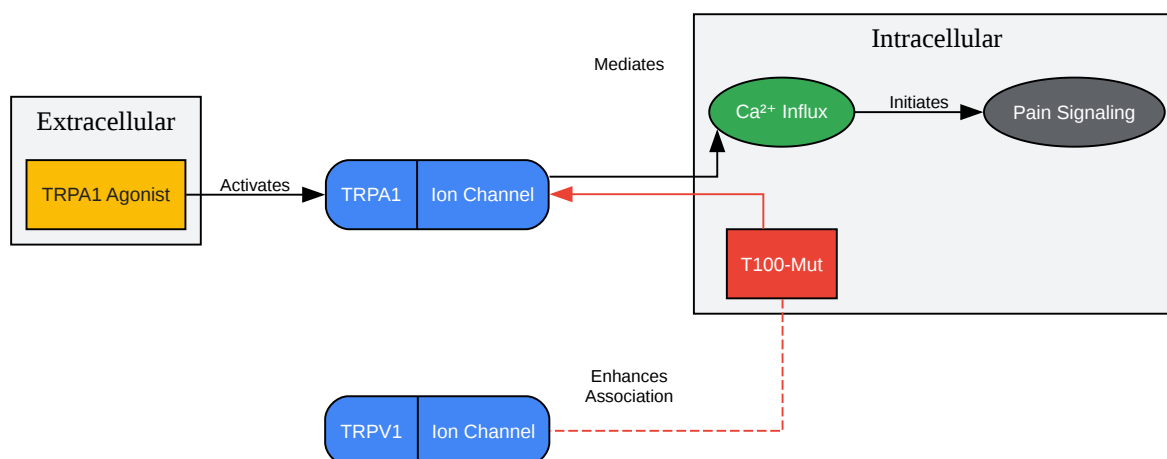 Intracellular
Mediates
Ca²⁺ Influx
Initiates
Pain Signaling
Extracellular
TRPA1 Agonist
Activates
TRPA1
Ion Channel
T100-Mut
Enhances
Association
TRPV1
Ion Channel